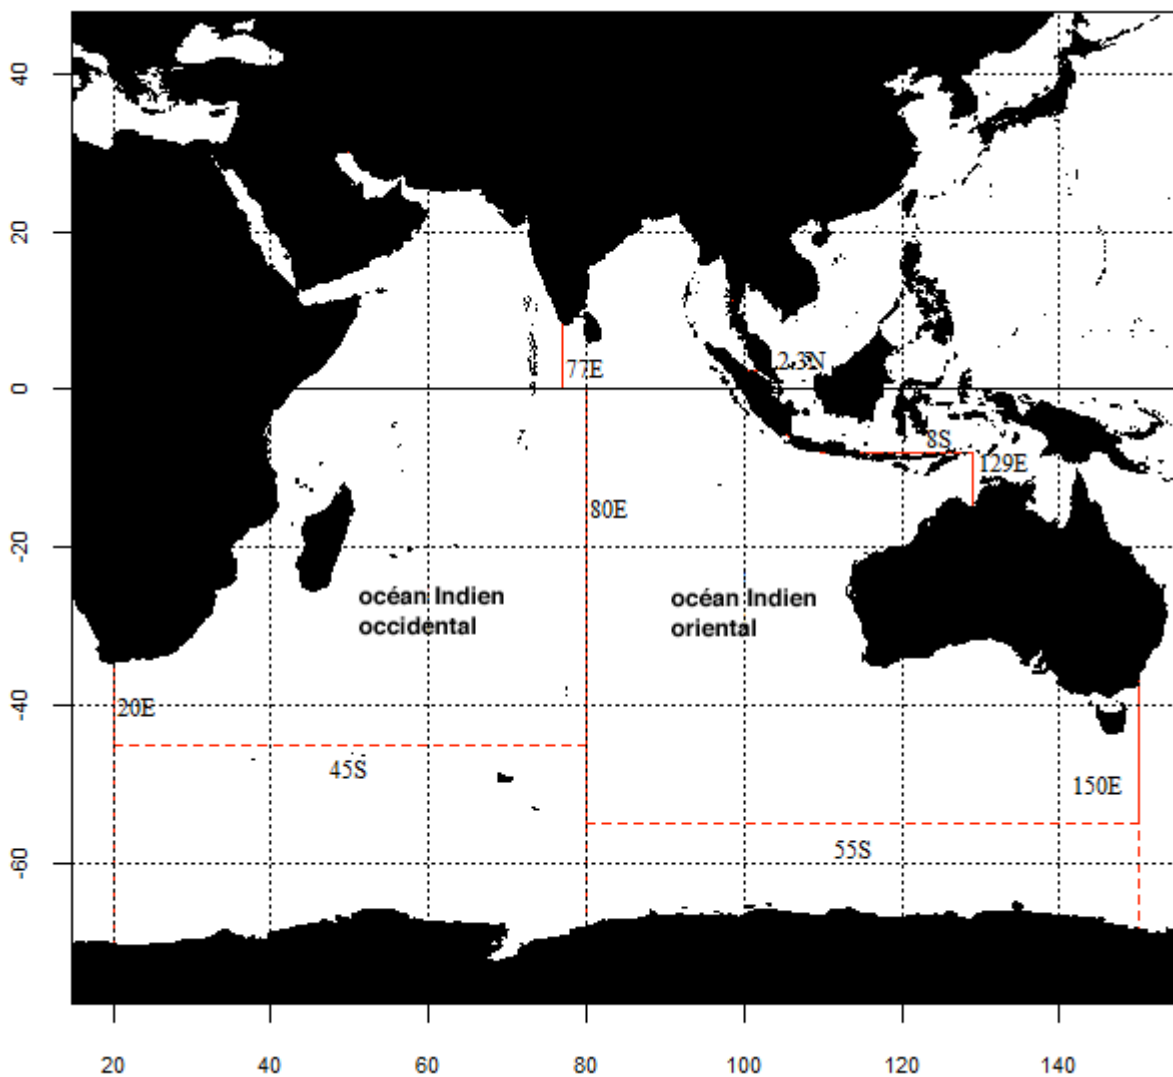 40
20
0
-20
-40
-60
77E
2.3N
8S
129E
80E
océan Indien
occidental
océan Indien
oriental
20E
45S
150E
55S
20
40
60
80
100
120
140